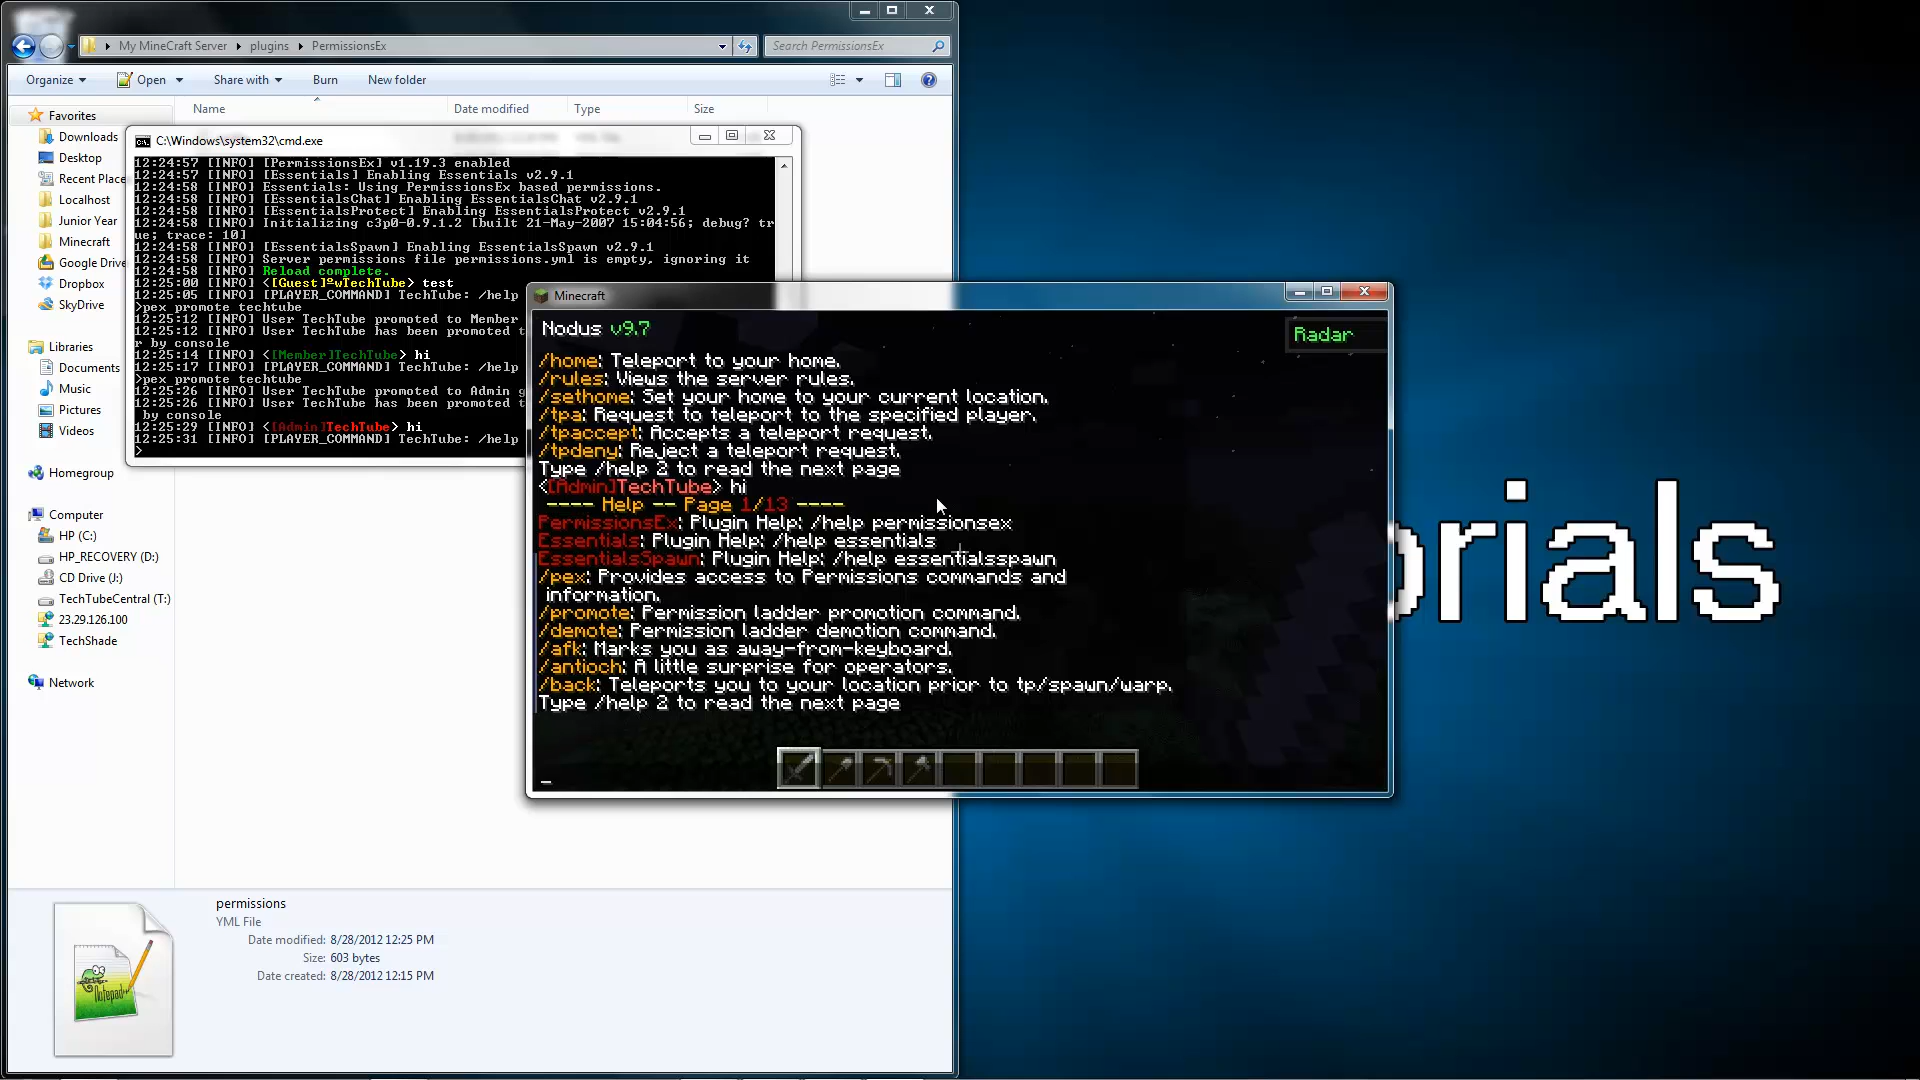 My MineCraft Server
plugins
PermissionsEx
Search PermissionsEx
Organize
Open
Share with
Burn
New folder
Name
Date modified
Type
Size
Favorites
Downloads
Desktop
Recent Place
Localhost
Junior Year
Minecraft
Google Drive
Dropbox
SkyDrive
Libraries
Documents
Music
Pictures
Videos
Homegroup
Computer
HP (C:)
HP_RECOVERY (D:)
CD Drive (J:)
TechTubeCentral (T:)
23.29.126.100
TechShade
Network
C:\Windows\system32\cmd.exe
12:24:57 [INFO] [PermissionsEx] v1.19.3 enabled
12:24:57 [INFO] [Essentials] Enabling Essentials v2.9.1
12:24:58 [INFO] Essentials: Using PermissionsEx based permissions.
12:24:58 [INFO] [EssentialsChat] Enabling EssentialsChat v2.9.1
12:24:58 [INFO] [EssentialsProtect] Enabling EssentialsProtect v2.9.1
12:24:58 [INFO] Initializing c3p0-0.9.1.2 [built 21-May-2007 15:04:56; debug? tr
ue; trace: 10]
12:24:58 [INFO] [EssentialsSpawn] Enabling EssentialsSpawn v2.9.1
12:24:58 [INFO] Server permissions file permissions.yml is empty, ignoring it
12:24:58 [INFO] Reload complete.
12:25:00 [INFO] <[Guest]ºwTechTube> test
12:25:05 [INFO] [PLAYER_COMMAND] TechTube: /help
>pex promote techtube
12:25:12 [INFO] User TechTube promoted to Member
12:25:12 [INFO] User TechTube has been promoted t
r by console
12:25:14 [INFO] <[Member]TechTube> hi
12:25:17 [INFO] [PLAYER_COMMAND] TechTube: /help
>pex promote techtube
12:25:26 [INFO] User TechTube promoted to Admin g
12:25:26 [INFO] User TechTube has been promoted t
by console
12:25:29 [INFO] <[Admin]TechTube> hi
12:25:31 [INFO] [PLAYER_COMMAND] TechTube: /help
>
Minecraft
Nodus v9.7
Radar
/home: Teleport to your home.
/rules: Views the server rules.
/sethome: Set your home to your current location.
/tpa: Request to teleport to the specified player.
/tpaccept: Accepts a teleport request.
/tpdeny: Reject a teleport request.
Type /help 2 to read the next page
<[Admin]TechTube> hi
---- Help -- Page 1/13 ----
PermissionsEx: Plugin Help: /help permissionsex
Essentials: Plugin Help: /help essentials
EssentialsSpawn: Plugin Help: /help essentialsspawn
/pex: Provides access to Permissions commands and
information.
/promote: Permission ladder promotion command.
/demote: Permission ladder demotion command.
/afk: Marks you as away-from-keyboard.
/antioch: A little surprise for operators.
/back: Teleports you to your location prior to tp/spawn/warp.
Type /help 2 to read the next page
_
orials
permissions
YML File
Date modified: 8/28/2012 12:25 PM
Size: 603 bytes
Date created: 8/28/2012 12:15 PM
Notepad